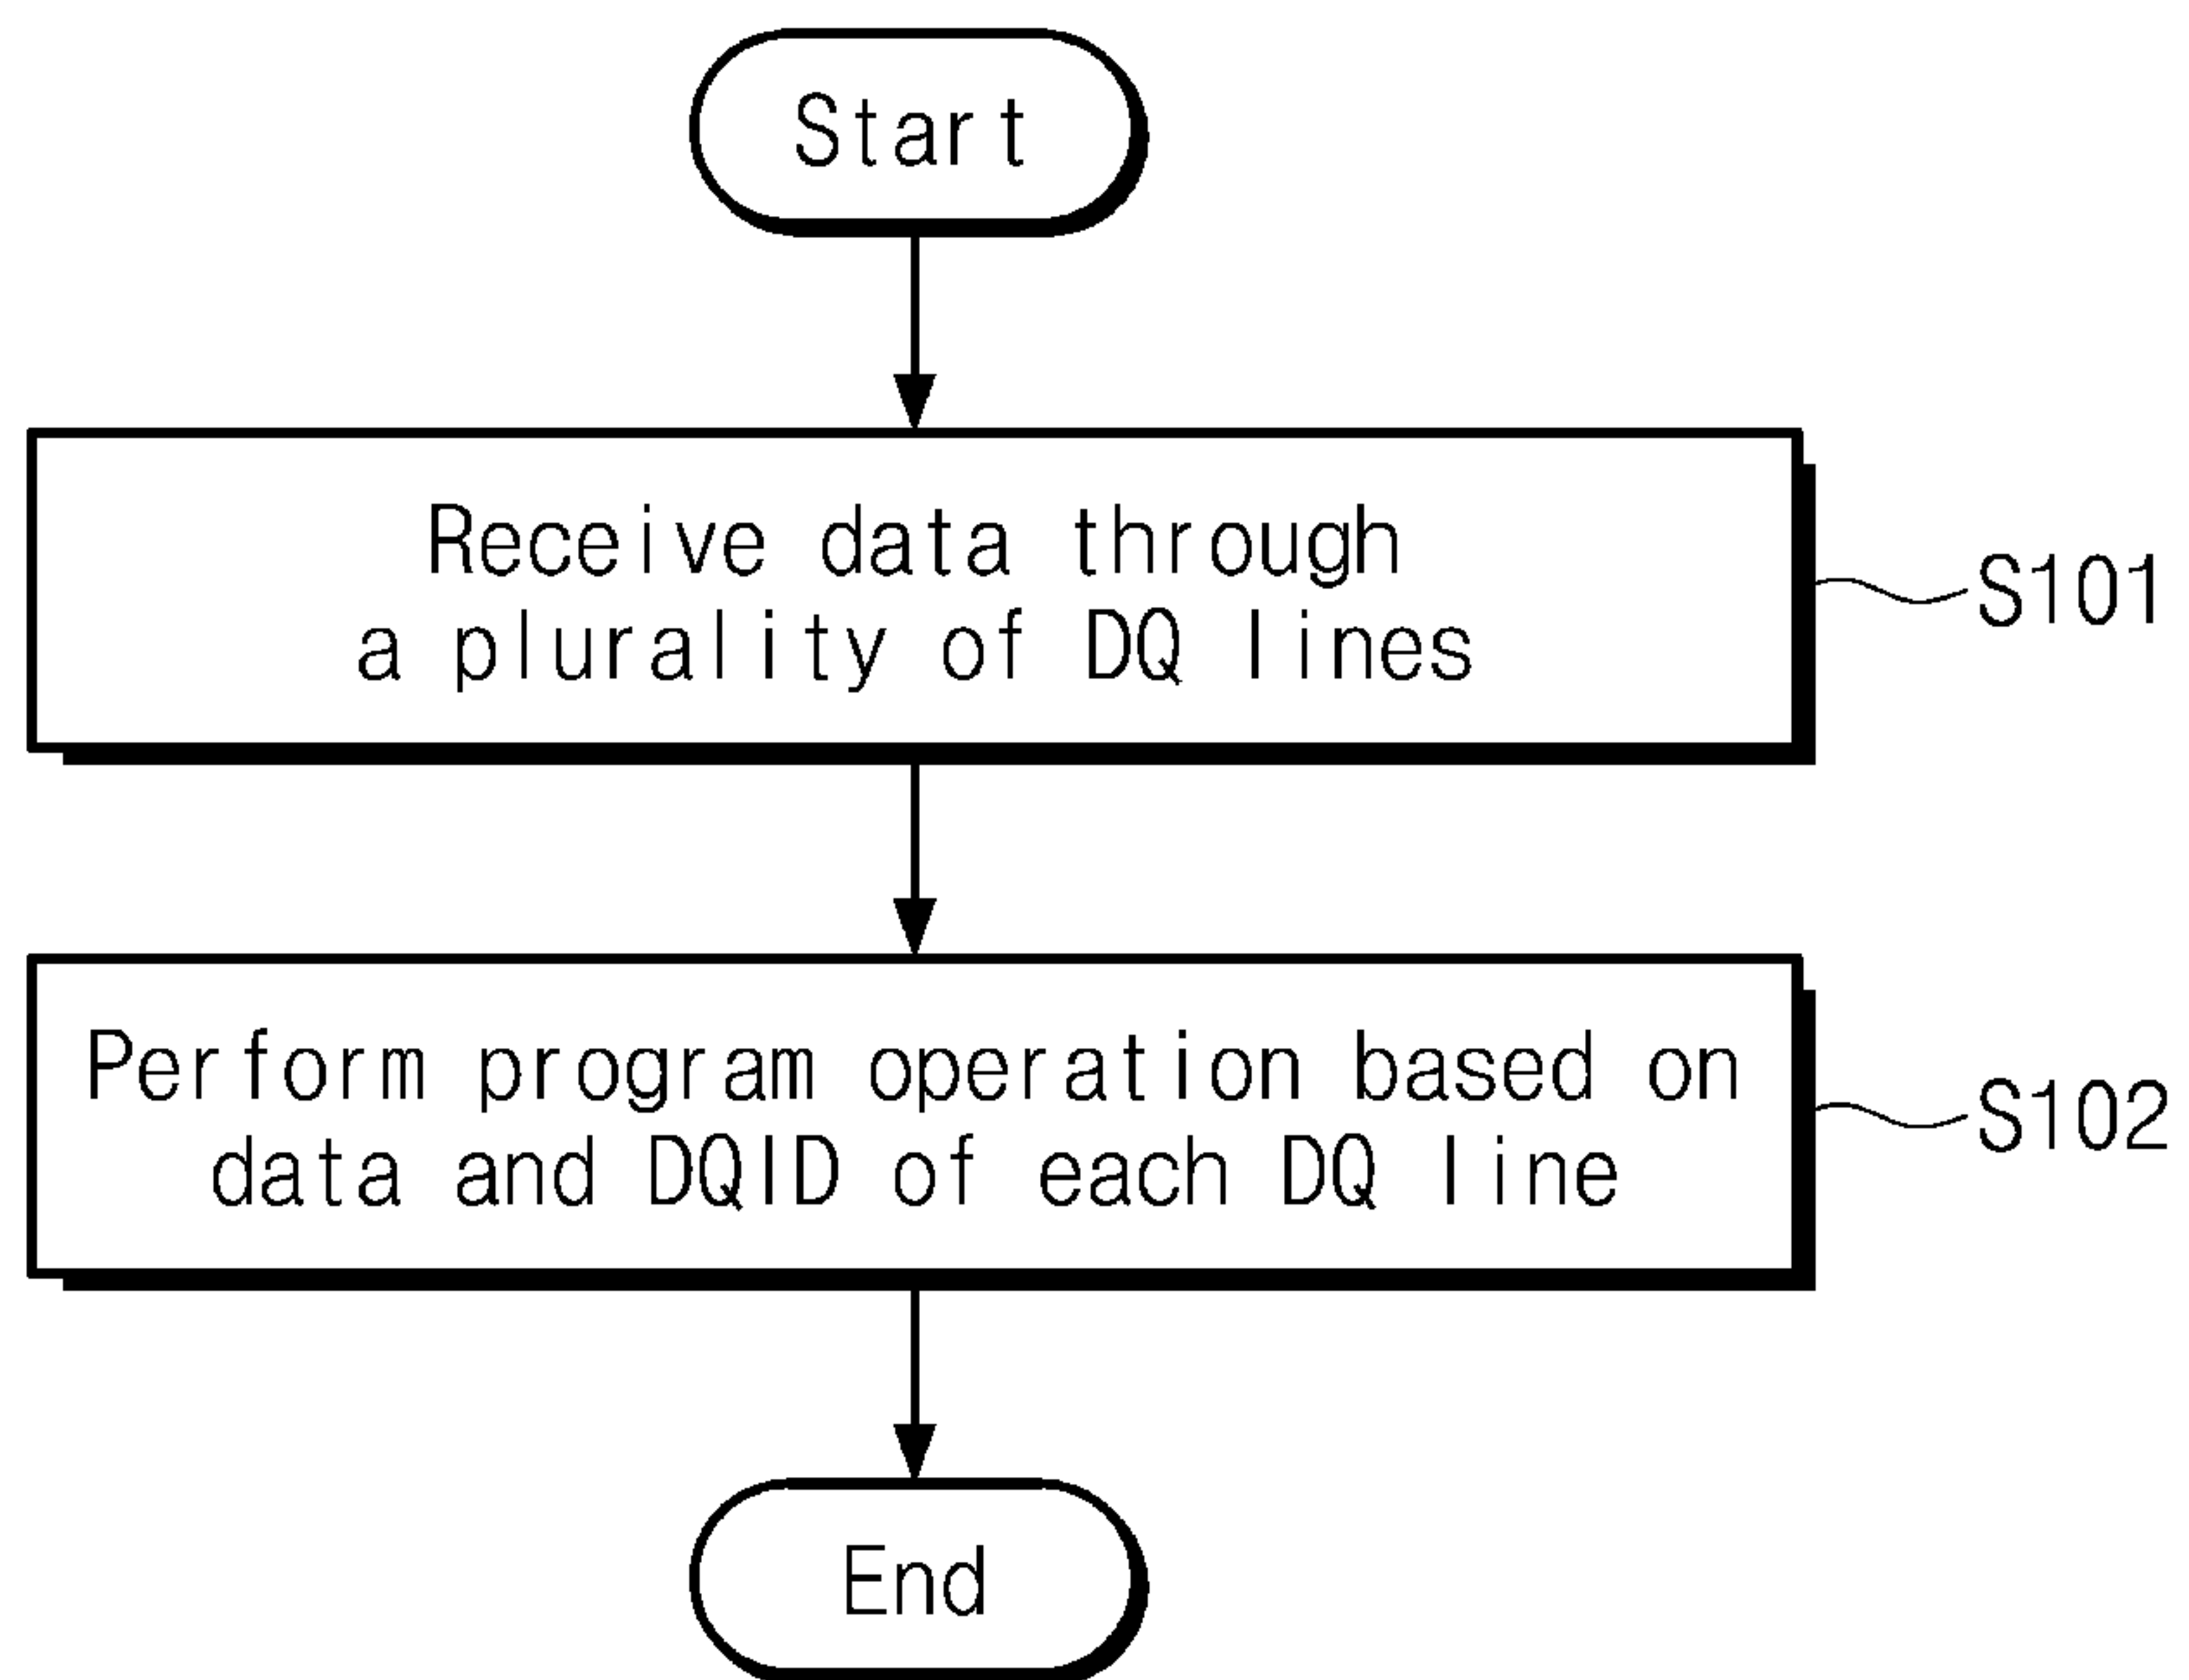 Start
Receive data through
a plurality of DQ lines
S101
Perform program operation based on
data and DQID of each DQ line
S102
End